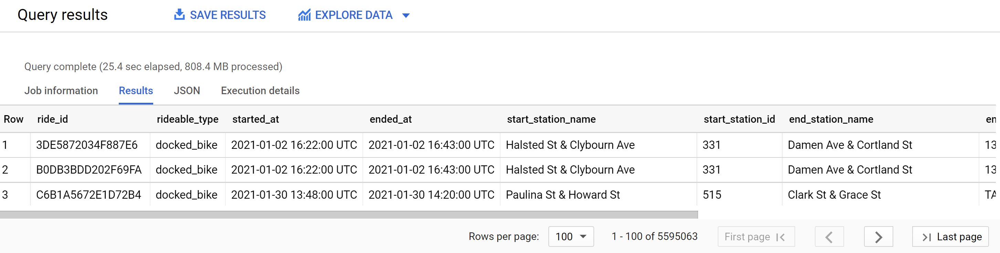 Query results SAVE RESULTS EXPLORE DATA
Query complete (25.4 sec elapsed, 808.4 MB processed)
Job information Results JSON Execution details
Row ride_id rideable_type started_at ended_at start_station_name start_station_id end_station_name en
1 3DE5872034F887E6 docked_bike 2021-01-02 16:22:00 UTC 2021-01-02 16:43:00 UTC Halsted St & Clybourn Ave 331 Damen Ave & Cortland St 13
2 B0DB3BDD202F69FA docked_bike 2021-01-02 16:22:00 UTC 2021-01-02 16:43:00 UTC Halsted St & Clybourn Ave 331 Damen Ave & Cortland St 13
3 C6B1A5672E1D72B4 docked_bike 2021-01-30 13:48:00 UTC 2021-01-30 14:20:00 UTC Paulina St & Howard St 515 Clark St & Grace St TA
Rows per page: 100 1 - 100 of 5595063 First page Last page